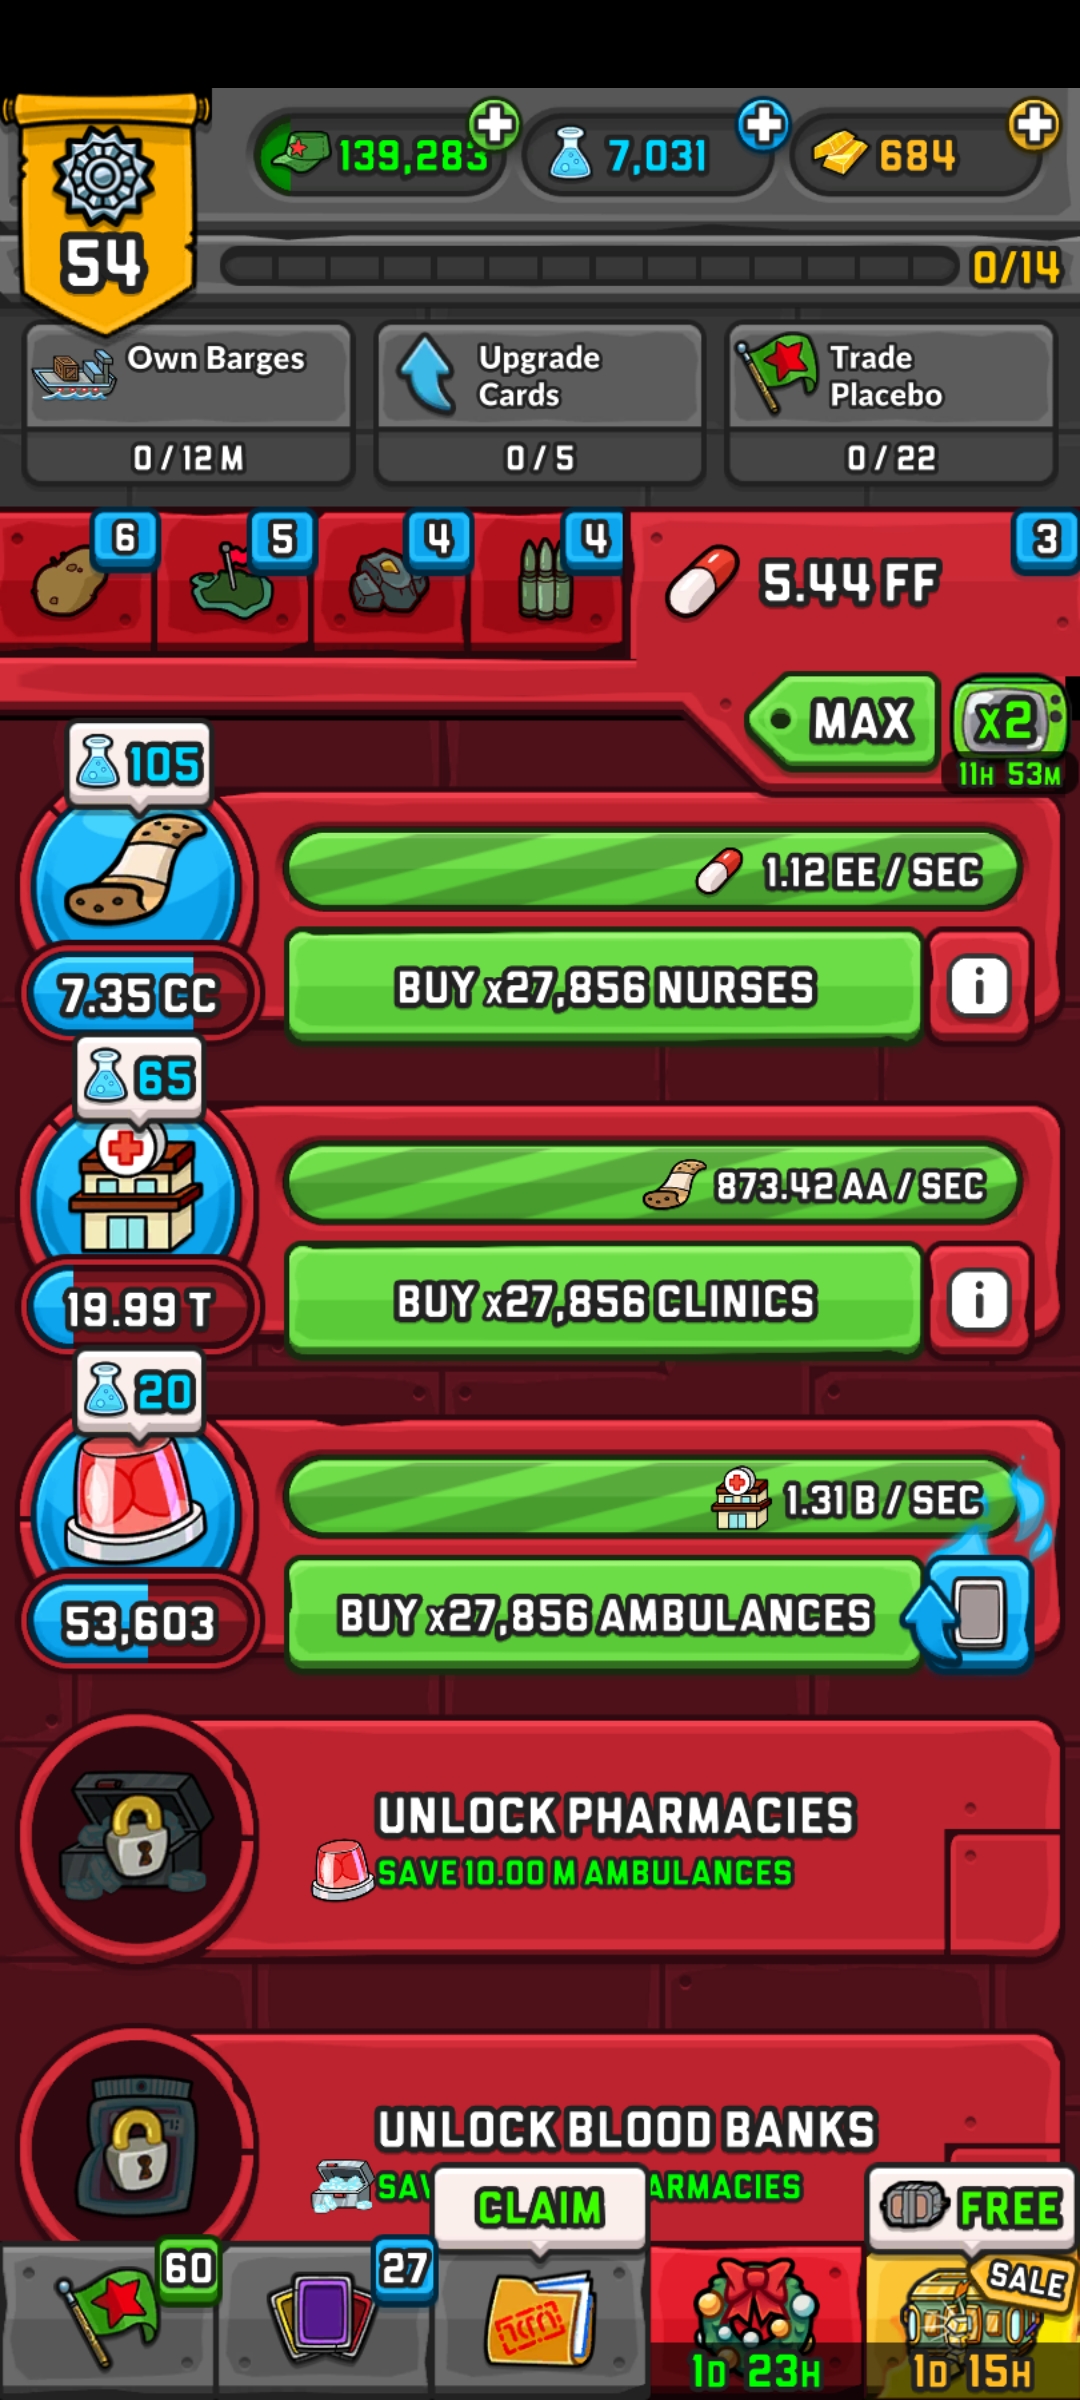 139,283
7,031
684
54
0/14
Own Barges
0 / 12 M
Upgrade
Cards
0 / 5
Trade
Placebo
0 / 22
6
5
4
4
5.44 FF
3
MAX
x2
11H 53M
105
1.12 EE / SEC
7.35 CC
BUY x27,856 NURSES
i
65
873.42 AA / SEC
19.99 T
BUY x27,856 CLINICS
i
20
1.31 B / SEC
53,603
BUY x27,856 AMBULANCES
UNLOCK PHARMACIES
SAVE 10.00 M AMBULANCES
UNLOCK BLOOD BANKS
CLAIM
FREE
60
27
SALE
1D 23H
1D 15H